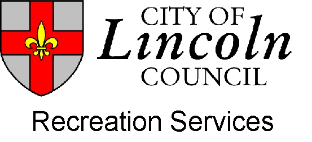 CITY OF
Lincoln
COUNCIL
Recreation Services